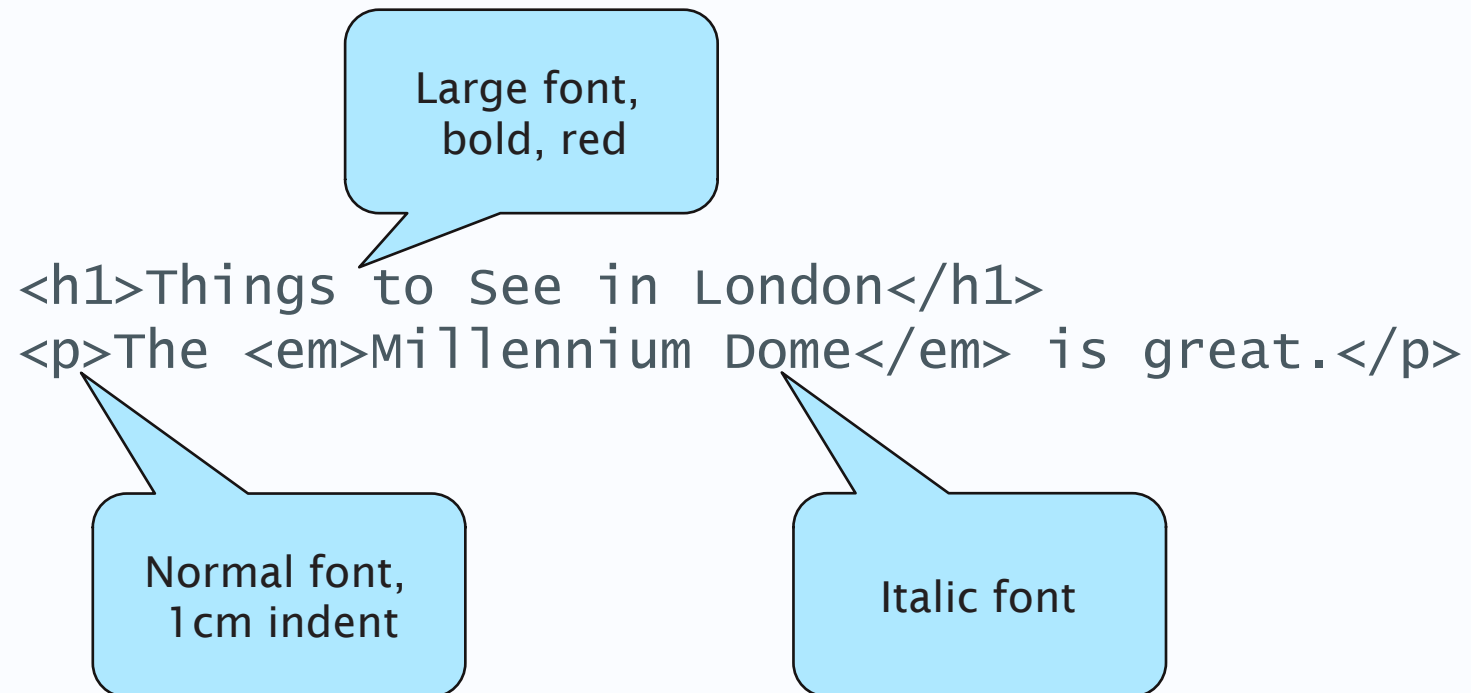 Large font,
bold, red
<h1>Things to See in London</h1>
<p>The <em>Millennium Dome</em> is great.</p>
Normal font,
1cm indent
Italic font